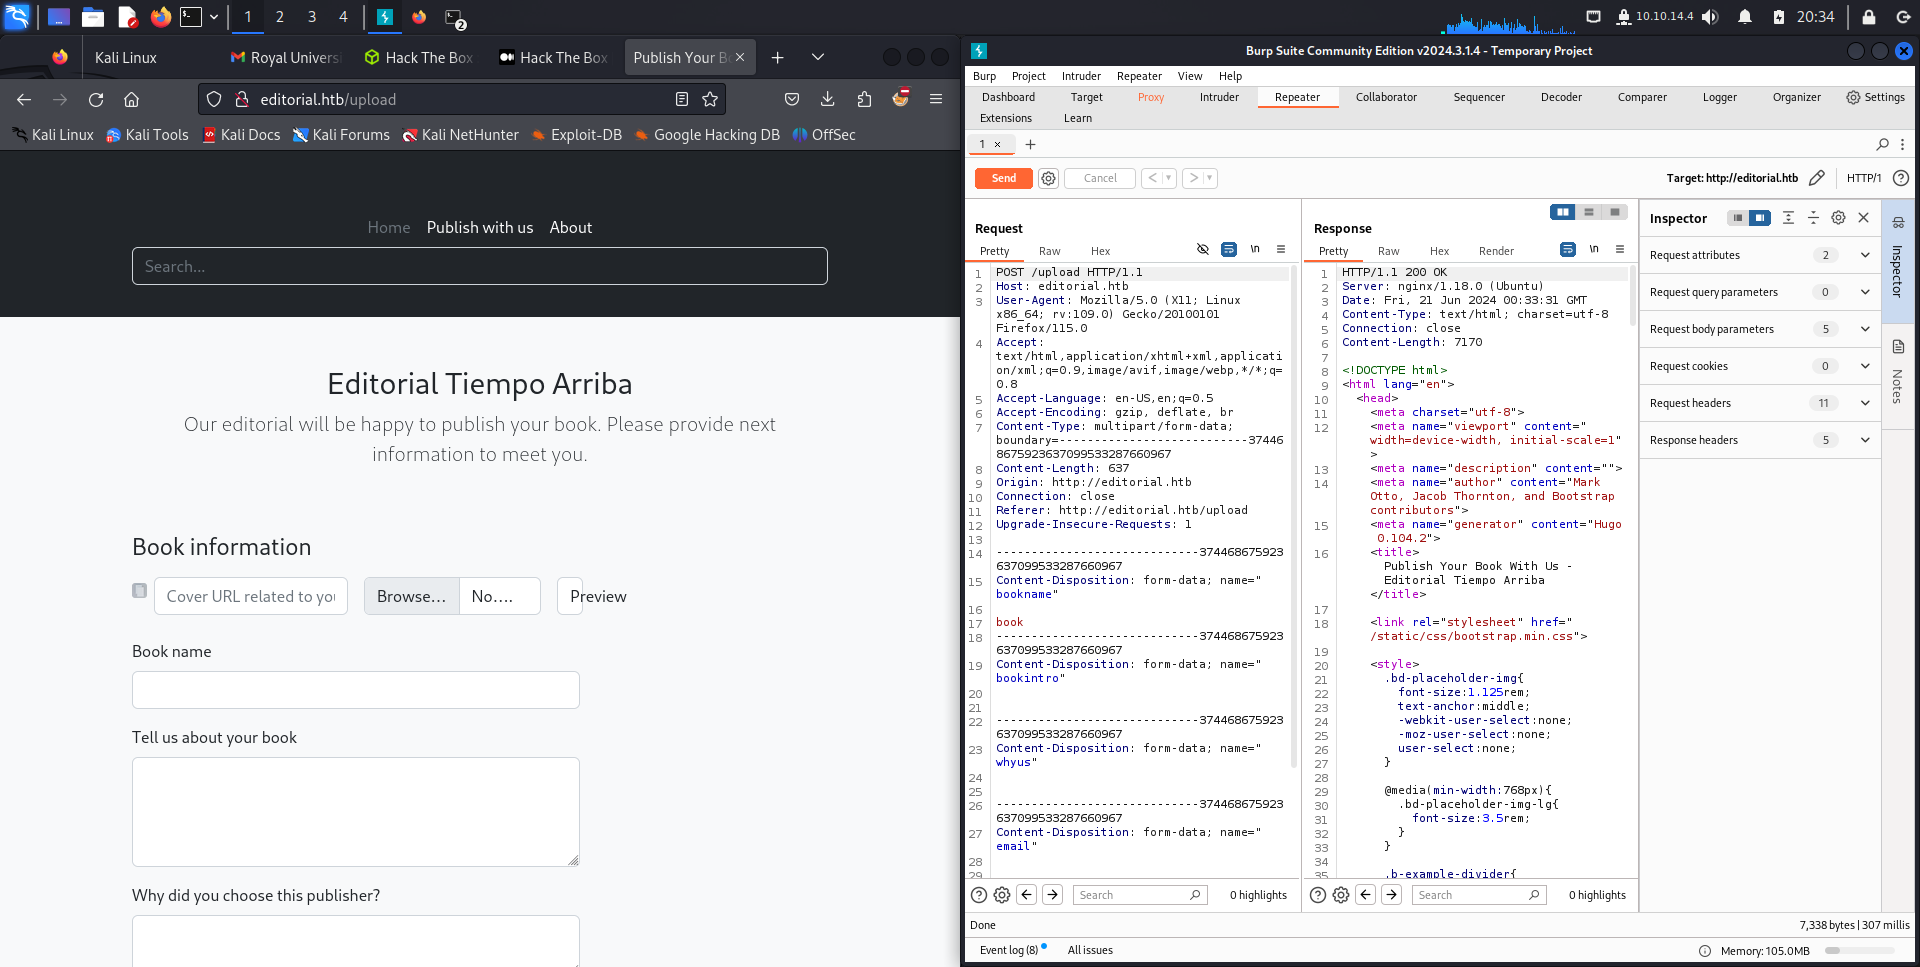 1 2 3 4 2 10.10.14.4 20:34
Kali Linux Royal Univers Hack The Box Hack The Box Publish Your B
editorial.htb/upload
Kali Linux Kali Tools Kali Docs Kali Forums Kali NetHunter Exploit-DB Google Hacking DB OffSec
Home Publish with us About
Search...
Editorial Tiempo Arriba
Our editorial will be happy to publish your book. Please provide next
information to meet you.
Book information
Cover URL related to you Browse... No.... Preview
Book name
Tell us about your book
Why did you choose this publisher?
Burp Suite Community Edition v2024.3.1.4 - Temporary Project
Burp Project Intruder Repeater View Help
Dashboard Target Proxy Intruder Repeater Collaborator Sequencer Decoder Comparer Logger Organizer Settings
Extensions Learn
1 × +
Send Cancel < > Target: http://editorial.htb HTTP/1
Request
Pretty Raw Hex \n
1 POST /upload HTTP/1.1
2 Host: editorial.htb
3 User-Agent: Mozilla/5.0 (X11; Linux
x86_64; rv:109.0) Gecko/20100101
Firefox/115.0
4 Accept:
text/html,application/xhtml+xml,applicati
on/xml;q=0.9,image/avif,image/webp,*/*;q=
0.8
5 Accept-Language: en-US,en;q=0.5
6 Accept-Encoding: gzip, deflate, br
7 Content-Type: multipart/form-data;
boundary=---------------------------37446
8675923637099533287660967
8 Content-Length: 637
9 Origin: http://editorial.htb
10 Connection: close
11 Referer: http://editorial.htb/upload
12 Upgrade-Insecure-Requests: 1
13
14 -----------------------------374468675923
637099533287660967
15 Content-Disposition: form-data; name="
bookname"
16
17 book
18 -----------------------------374468675923
637099533287660967
19 Content-Disposition: form-data; name="
bookintro"
20
21
22 -----------------------------374468675923
637099533287660967
23 Content-Disposition: form-data; name="
whyus"
24
25
26 -----------------------------374468675923
637099533287660967
27 Content-Disposition: form-data; name="
email"
28
29
Search 0 highlights
Response
Pretty Raw Hex Render \n
1 HTTP/1.1 200 OK
2 Server: nginx/1.18.0 (Ubuntu)
3 Date: Fri, 21 Jun 2024 00:33:31 GMT
4 Content-Type: text/html; charset=utf-8
5 Connection: close
6 Content-Length: 7170
7
8 <!DOCTYPE html>
9 <html lang="en">
10 <head>
11 <meta charset="utf-8">
12 <meta name="viewport" content="
width=device-width, initial-scale=1"
>
13 <meta name="description" content="">
14 <meta name="author" content="Mark
Otto, Jacob Thornton, and Bootstrap
contributors">
15 <meta name="generator" content="Hugo
0.104.2">
16 <title>
Publish Your Book With Us -
Editorial Tiempo Arriba
</title>
17
18 <link rel="stylesheet" href="
/static/css/bootstrap.min.css">
19
20 <style>
21 .bd-placeholder-img{
22 font-size:1.125rem;
23 text-anchor:middle;
24 -webkit-user-select:none;
25 -moz-user-select:none;
26 user-select:none;
27 }
28
29 @media(min-width:768px){
30 .bd-placeholder-img-lg{
31 font-size:3.5rem;
32 }
33 }
34
35 .b-example-divider{
Search 0 highlights
Inspector
Request attributes 2
Request query parameters 0
Request body parameters 5
Request cookies 0
Request headers 11
Response headers 5
Inspector
Notes
Done 7,338 bytes | 307 millis
Event log (8) All issues Memory: 105.0MB